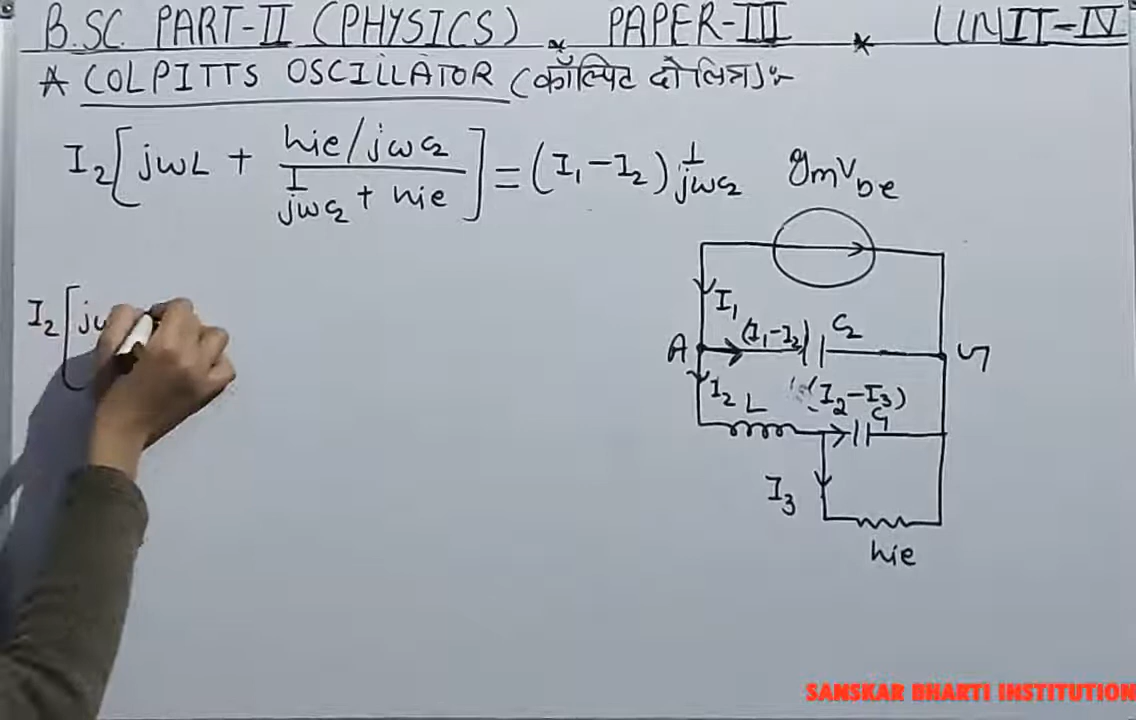 B.SC. PART-II (PHYSICS) * PAPER-III * UNIT-IV
* COLPITTS OSCILLATOR (कॉल्पिट दोलित्र):-
I₂[jωL + (hie/jωC₂)/(1/jωC₂ + hie)] = (I₁-I₂) 1/jωC₂
gmVbe
I₂[jω
I₁
(I₁-I₂) C₂
A G
I₂ L (I₂-I₃)
C₁
I₃
hie
SANSKAR BHARTI INSTITUTION